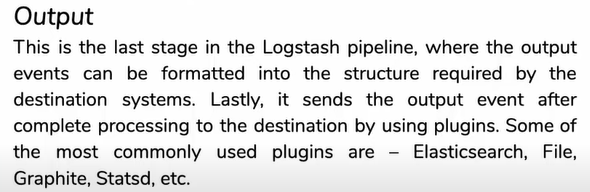 Output
This is the last stage in the Logstash pipeline, where the output
events can be formatted into the structure required by the
destination systems. Lastly, it sends the output event after
complete processing to the destination by using plugins. Some of
the most commonly used plugins are – Elasticsearch, File,
Graphite, Statsd, etc.